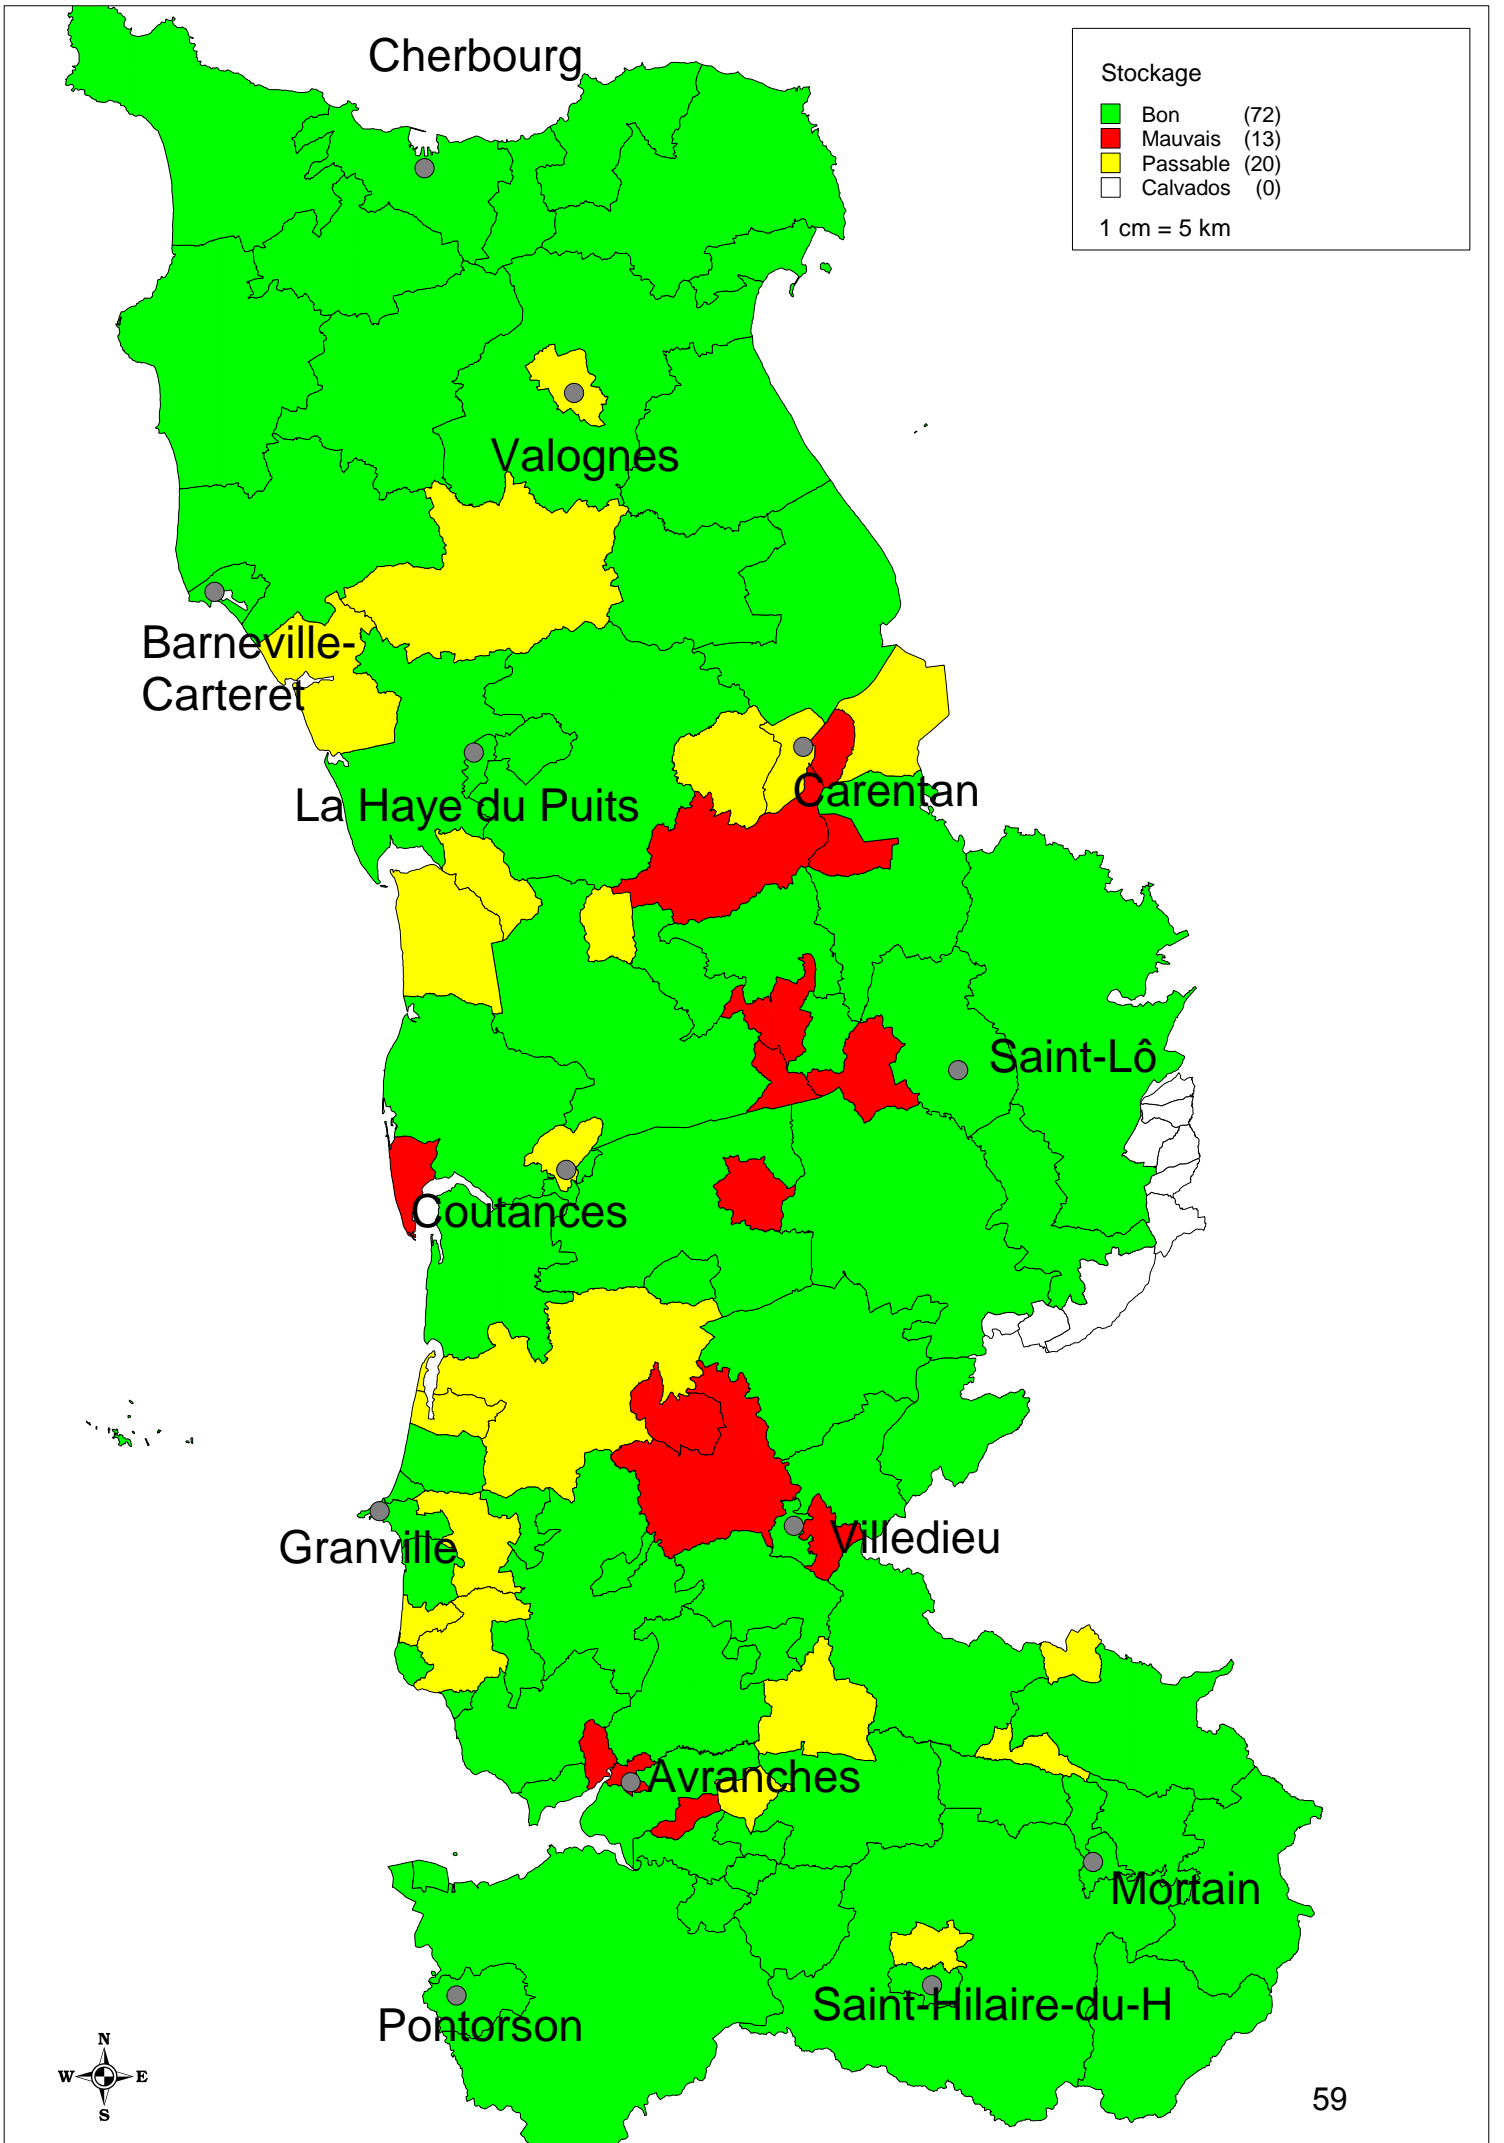 Cherbourg
Stockage
Bon (72)
Mauvais (13)
Passable (20)
Calvados (0)
1 cm = 5 km
Valognes
Barneville-
Carteret
La Haye du Puits
Carentan
Saint-Lô
Coutances
Granville
Villedieu
Avranches
Mortain
Saint-Hilaire-du-H
Pontorson
N
W E
S
59